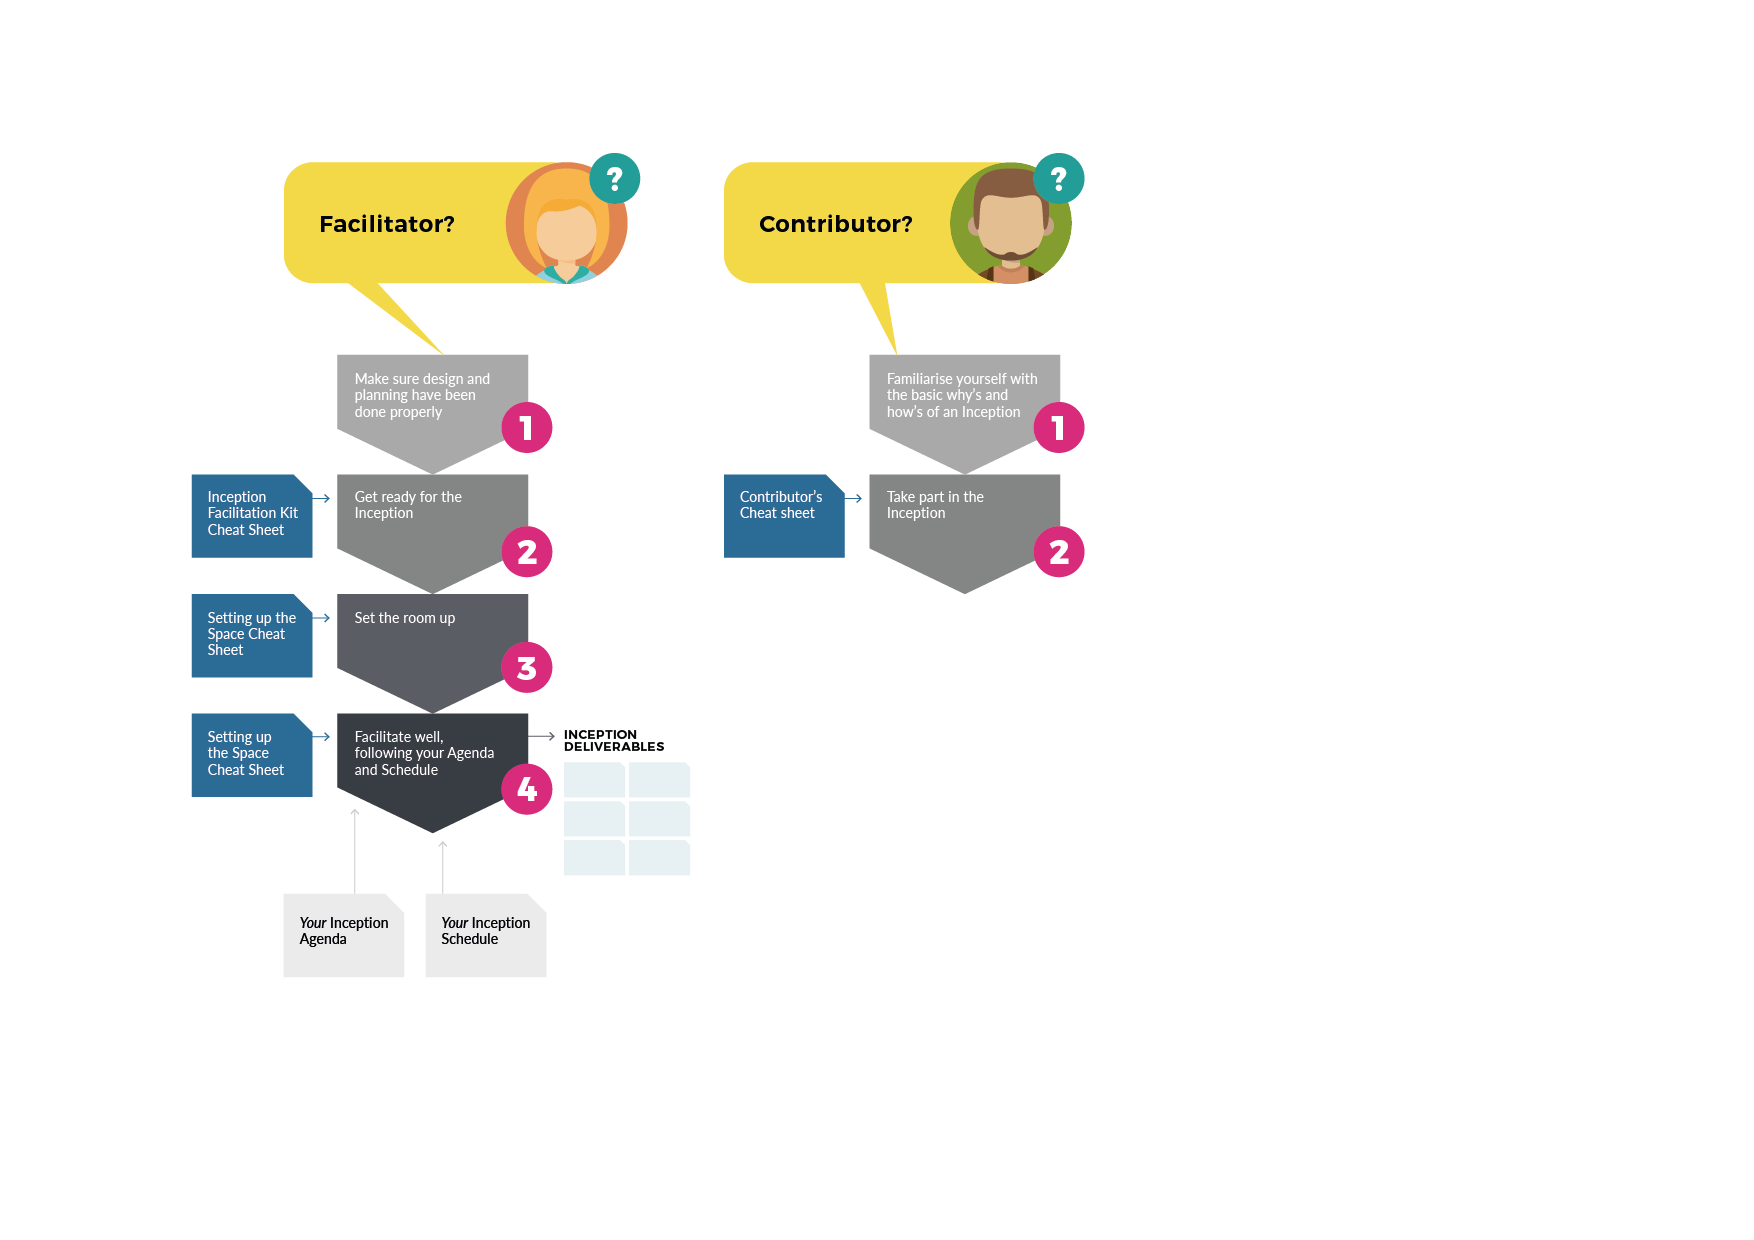 Facilitator?
?
Make sure design and
planning have been
done properly
1
Inception
Facilitation Kit
Cheat Sheet
Get ready for the
Inception
2
Setting up the
Space Cheat
Sheet
Set the room up
3
Setting up
the Space
Cheat Sheet
Facilitate well,
following your Agenda
and Schedule
4
INCEPTION
DELIVERABLES
Your Inception
Agenda
Your Inception
Schedule
Contributor?
?
Familiarise yourself with
the basic why's and
how's of an Inception
1
Contributor's
Cheat sheet
Take part in the
Inception
2